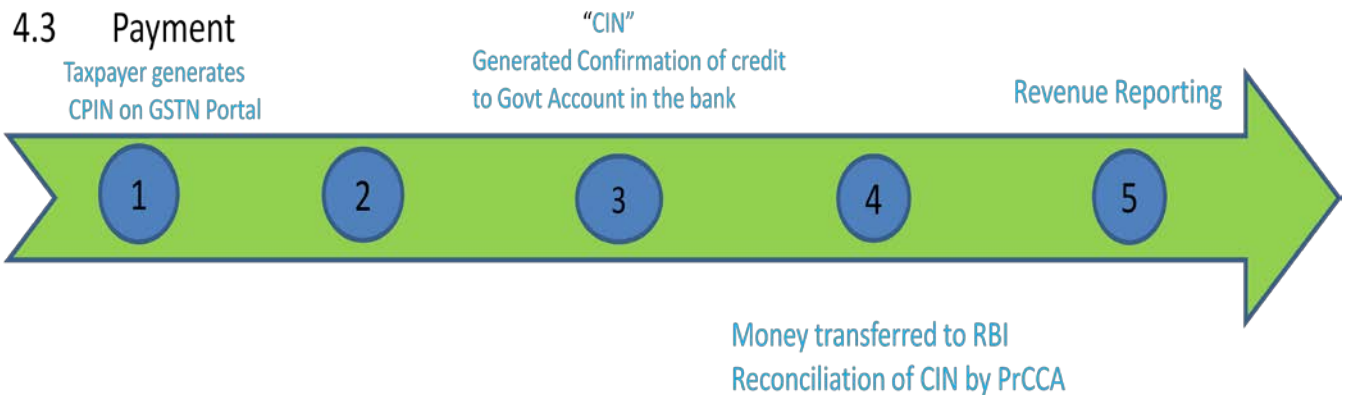 4.3 Payment
Taxpayer generates
CPIN on GSTN Portal
“CIN”
Generated Confirmation of credit
to Govt Account in the bank
Revenue Reporting
1
2
3
4
5
Money transferred to RBI
Reconciliation of CIN by PrCCA